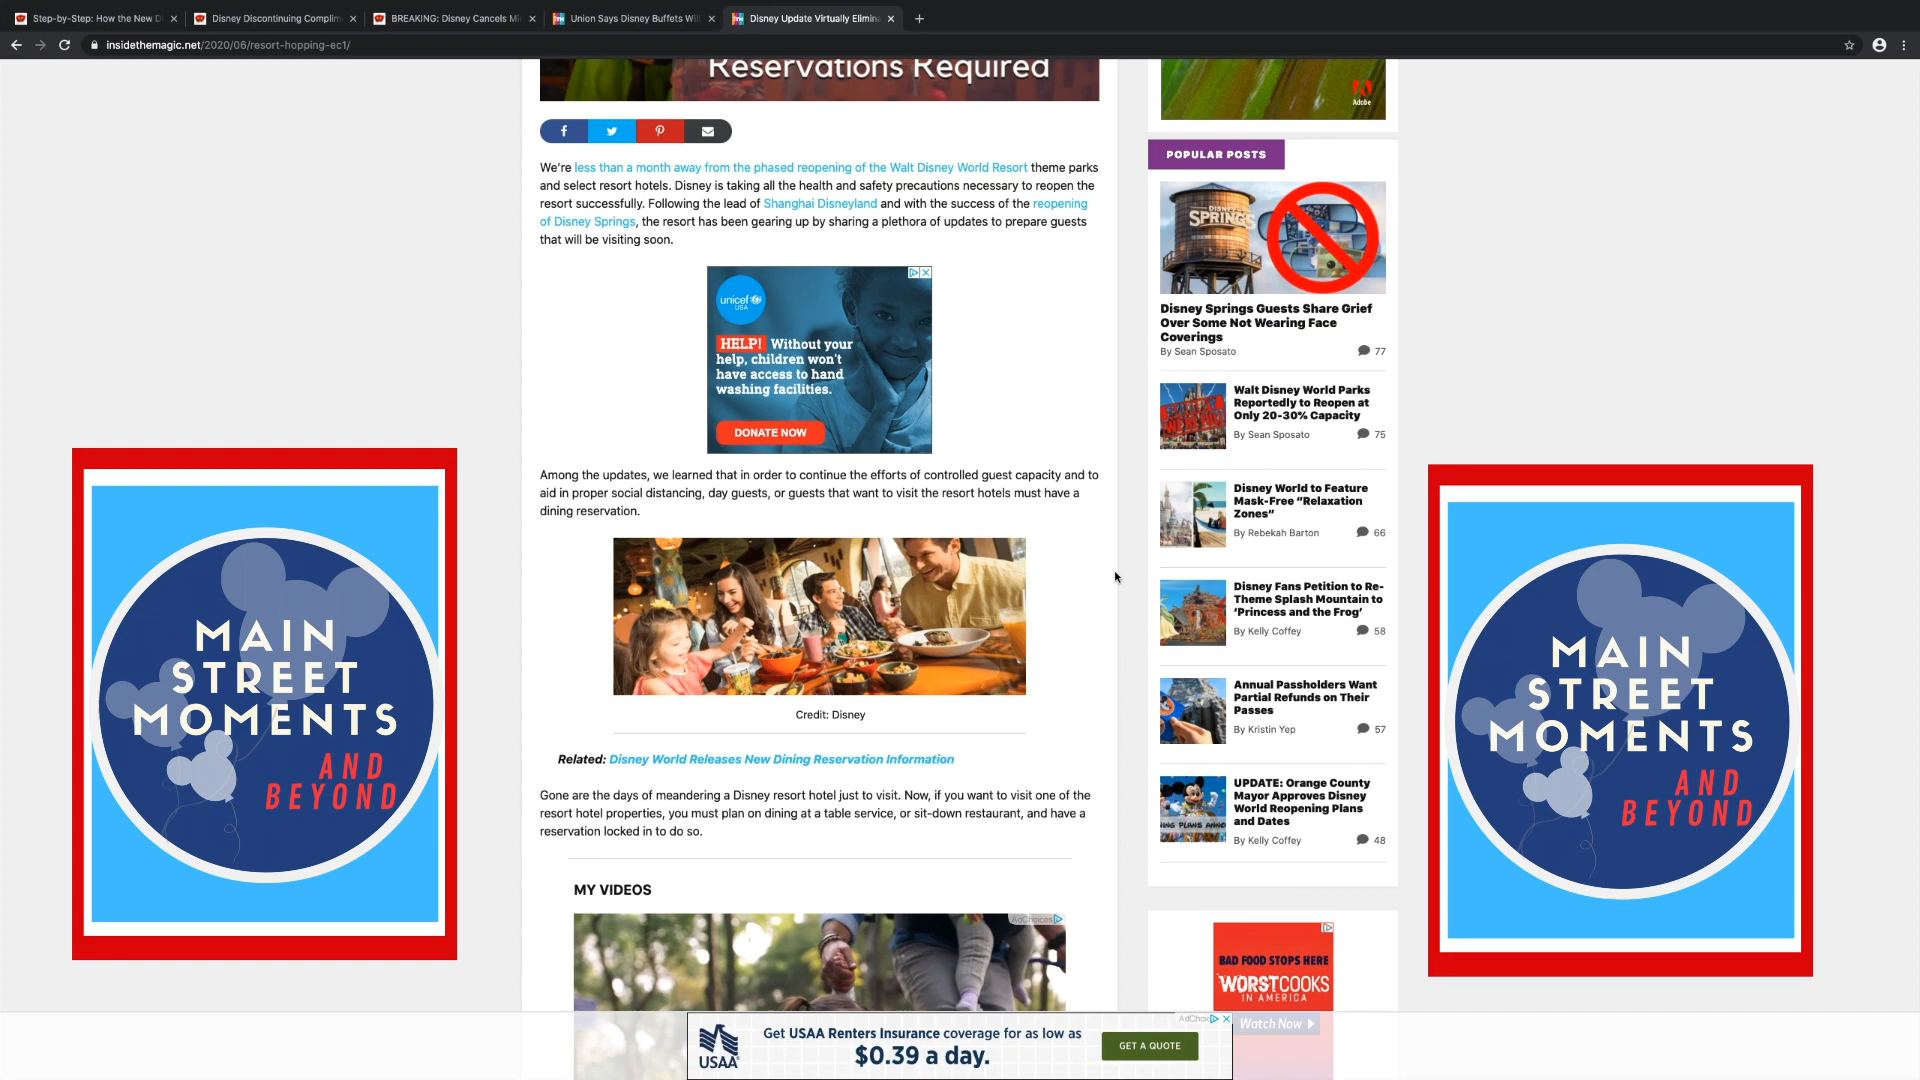 Step-by-Step: How the New D
Disney Discontinuing Complim
BREAKING: Disney Cancels M
Union Says Disney Buffets Wil
Disney Update Virtually Elimin
insidethemagic.net/2020/06/resort-hopping-ec1/
Reservations Required
We're less than a month away from the phased reopening of the Walt Disney World Resort theme parks
and select resort hotels. Disney is taking all the health and safety precautions necessary to reopen the
resort successfully. Following the lead of Shanghai Disneyland and with the success of the reopening
of Disney Springs, the resort has been gearing up by sharing a plethora of updates to prepare guests
that will be visiting soon.
unicef
USA
HELP! Without your
help, children won't
have access to hand
washing facilities.
DONATE NOW
Among the updates, we learned that in order to continue the efforts of controlled guest capacity and to
aid in proper social distancing, day guests, or guests that want to visit the resort hotels must have a
dining reservation.
Credit: Disney
Related: Disney World Releases New Dining Reservation Information
Gone are the days of meandering a Disney resort hotel just to visit. Now, if you want to visit one of the
resort hotel properties, you must plan on dining at a table service, or sit-down restaurant, and have a
reservation locked in to do so.
MY VIDEOS
AdChoices
Adobe
POPULAR POSTS
DISNEY
SPRINGS
Disney Springs Guests Share Grief
Over Some Not Wearing Face
Coverings
By Sean Sposato 77
Walt Disney World Parks
Reportedly to Reopen at
Only 20-30% Capacity
By Sean Sposato 75
Disney World to Feature
Mask-Free "Relaxation
Zones"
By Rebekah Barton 66
Disney Fans Petition to Re-
Theme Splash Mountain to
'Princess and the Frog'
By Kelly Coffey 58
Annual Passholders Want
Partial Refunds on Their
Passes
By Kristin Yep 57
UPDATE: Orange County
Mayor Approves Disney
World Reopening Plans
and Dates
By Kelly Coffey 48
BAD FOOD STOPS HERE
WORST COOKS
IN AMERICA
Watch Now
USAA
Get USAA Renters Insurance coverage for as low as
$0.39 a day.
GET A QUOTE
MAIN
STREET
MOMENTS
AND
BEYOND
MAIN
STREET
MOMENTS
AND
BEYOND